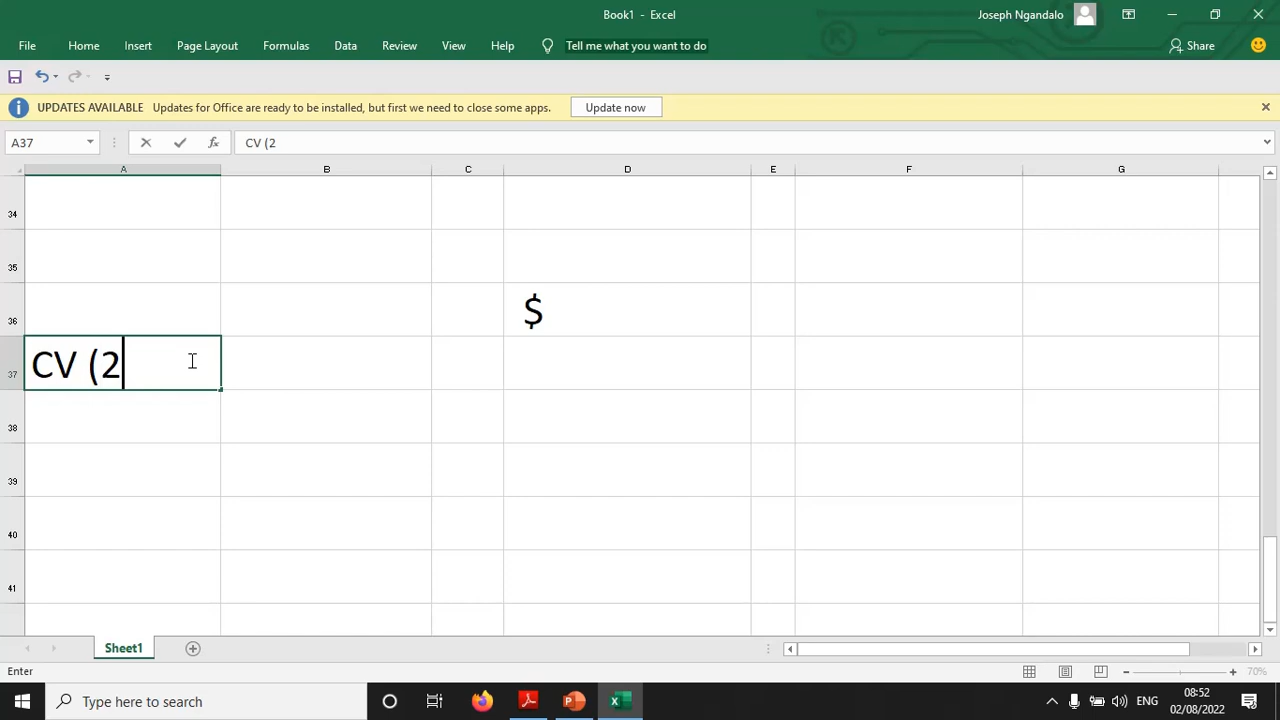 Book1 - Excel
Joseph Ngandalo
File Home Insert Page Layout Formulas Data Review View Help Tell me what you want to do Share
UPDATES AVAILABLE Updates for Office are ready to be installed, but first we need to close some apps. Update now
A37 fx CV (2
A B C D E F G
34
35
36 $
37 CV (2
38
39
40
41
Sheet1
Enter 70%
Type here to search ENG 08:52
02/08/2022